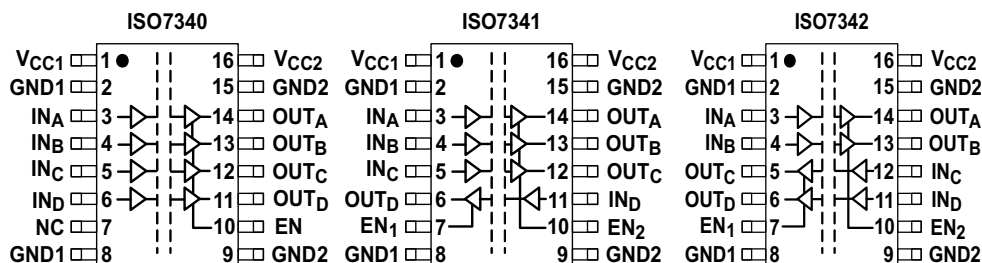 ISO7340
VCC1 1 16 VCC2
GND1 2 15 GND2
INA 3 14 OUTA
INB 4 13 OUTB
INC 5 12 OUTC
IND 6 11 OUTD
NC 7 10 EN
GND1 8 9 GND2
ISO7341
VCC1 1 16 VCC2
GND1 2 15 GND2
INA 3 14 OUTA
INB 4 13 OUTB
INC 5 12 OUTC
OUTD 6 11 IND
EN1 7 10 EN2
GND1 8 9 GND2
ISO7342
VCC1 1 16 VCC2
GND1 2 15 GND2
INA 3 14 OUTA
INB 4 13 OUTB
OUTC 5 12 INC
OUTD 6 11 IND
EN1 7 10 EN2
GND1 8 9 GND2